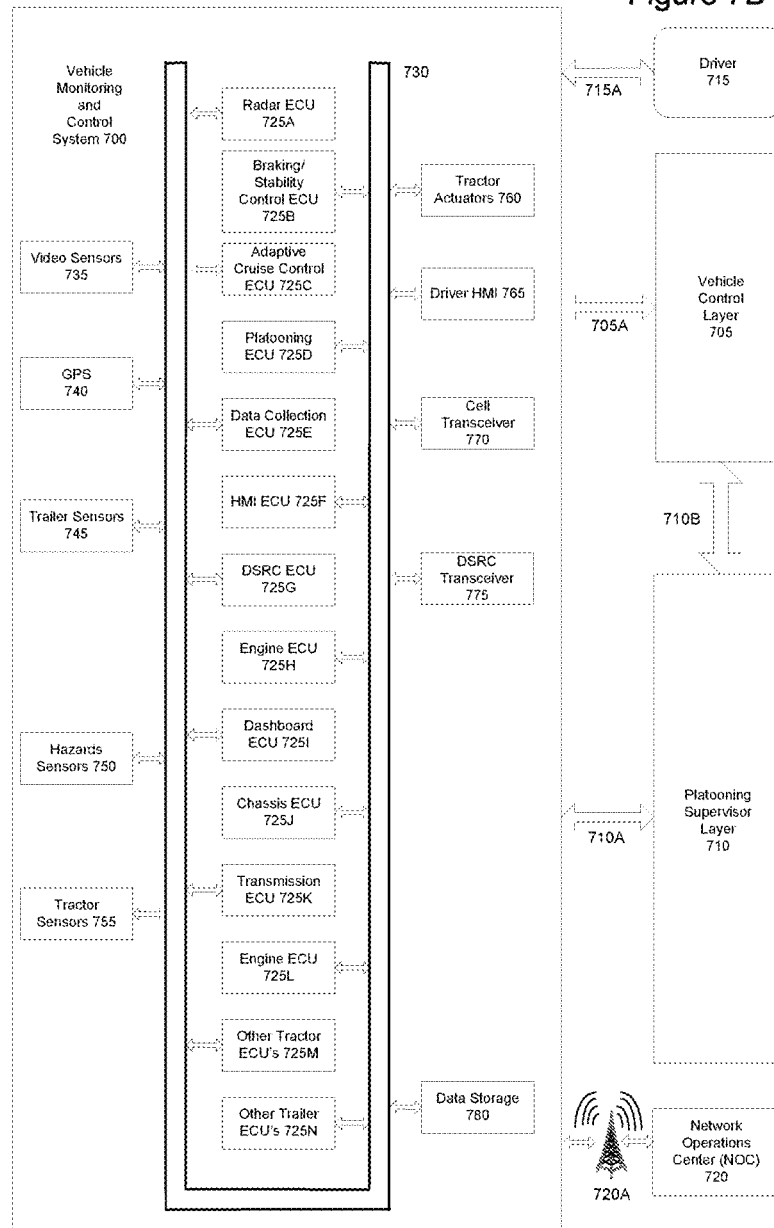 Figure 7B
Vehicle
Monitoring
and
Control
System 700
730
Radar ECU
725A
Braking/
Stability
Control ECU
725B
Adaptive
Cruise Control
ECU 725C
Platooning
ECU 725D
Data Collection
ECU 725E
HMI ECU 725F
DSRC ECU
725G
Engine ECU
725H
Dashboard
ECU 725I
Chassis ECU
725J
Transmission
ECU 725K
Engine ECU
725L
Other Tractor
ECU's 725M
Other Trailer
ECU's 725N
Video Sensors
735
GPS
740
Trailer Sensors
745
Hazards
Sensors 750
Tractor
Sensors 755
Tractor
Actuators 760
Driver HMI 765
Cell
Transceiver
770
DSRC
Transceiver
775
Data Storage
780
715A
705A
710B
710A
720A
Driver
715
Vehicle
Control
Layer
705
Platooning
Supervisor
Layer
710
Network
Operations
Center (NOC)
720